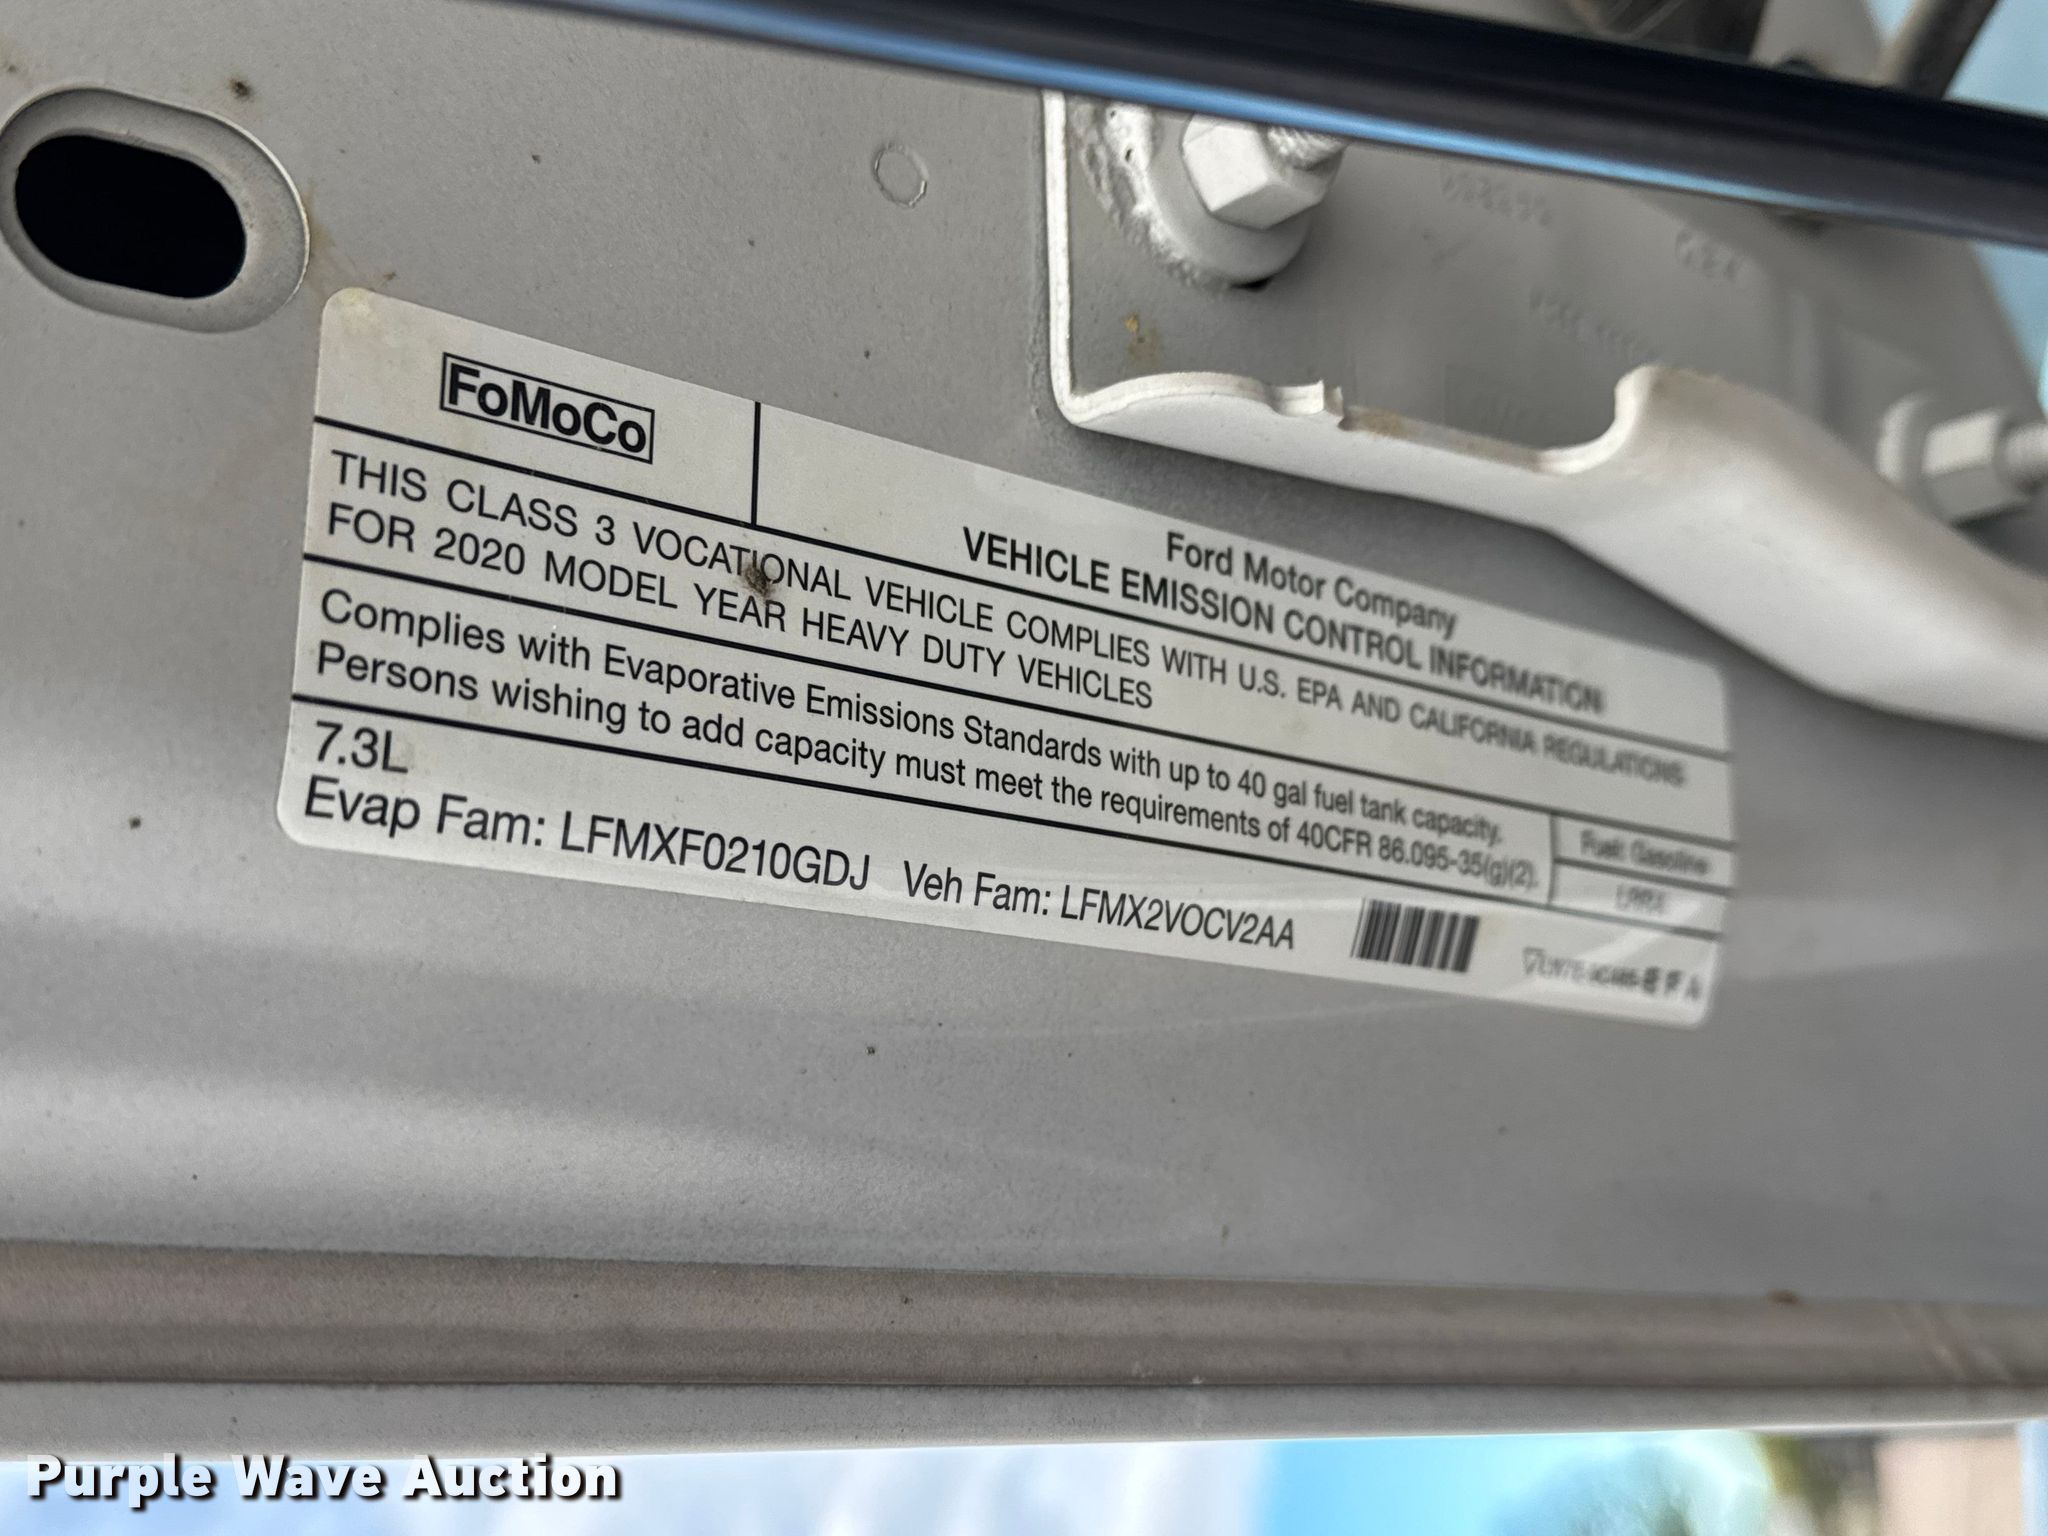 FoMoCo
Ford Motor Company
VEHICLE EMISSION CONTROL INFORMATION
THIS CLASS 3 VOCATIONAL VEHICLE COMPLIES WITH U.S. EPA AND CALIFORNIA REGULATIONS
FOR 2020 MODEL YEAR HEAVY DUTY VEHICLES
Complies with Evaporative Emissions Standards with up to 40 gal fuel tank capacity.
Persons wishing to add capacity must meet the requirements of 40CFR 86.095-35(g)(2).
Fuel: Gasoline
7.3L
Evap Fam: LFMXF0210GDJ Veh Fam: LFMX2VOCV2AA
Purple Wave Auction